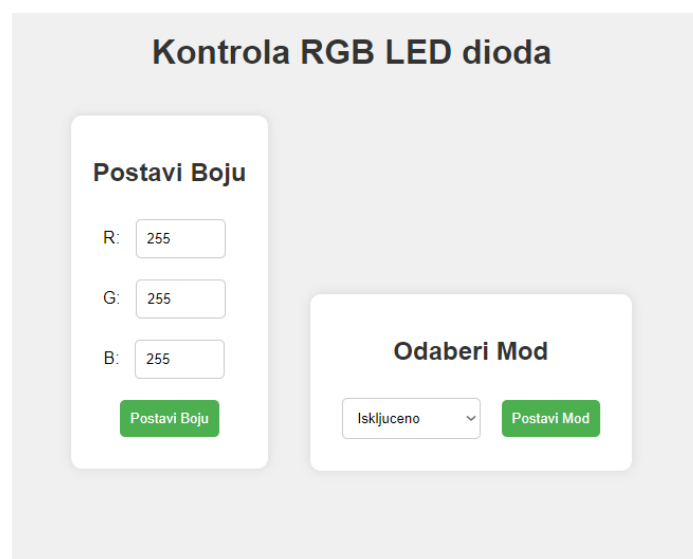 Kontrola RGB LED dioda
Postavi Boju
R: 255
G: 255
B: 255
Postavi Boju
Odaberi Mod
Iskljuceno
Postavi Mod